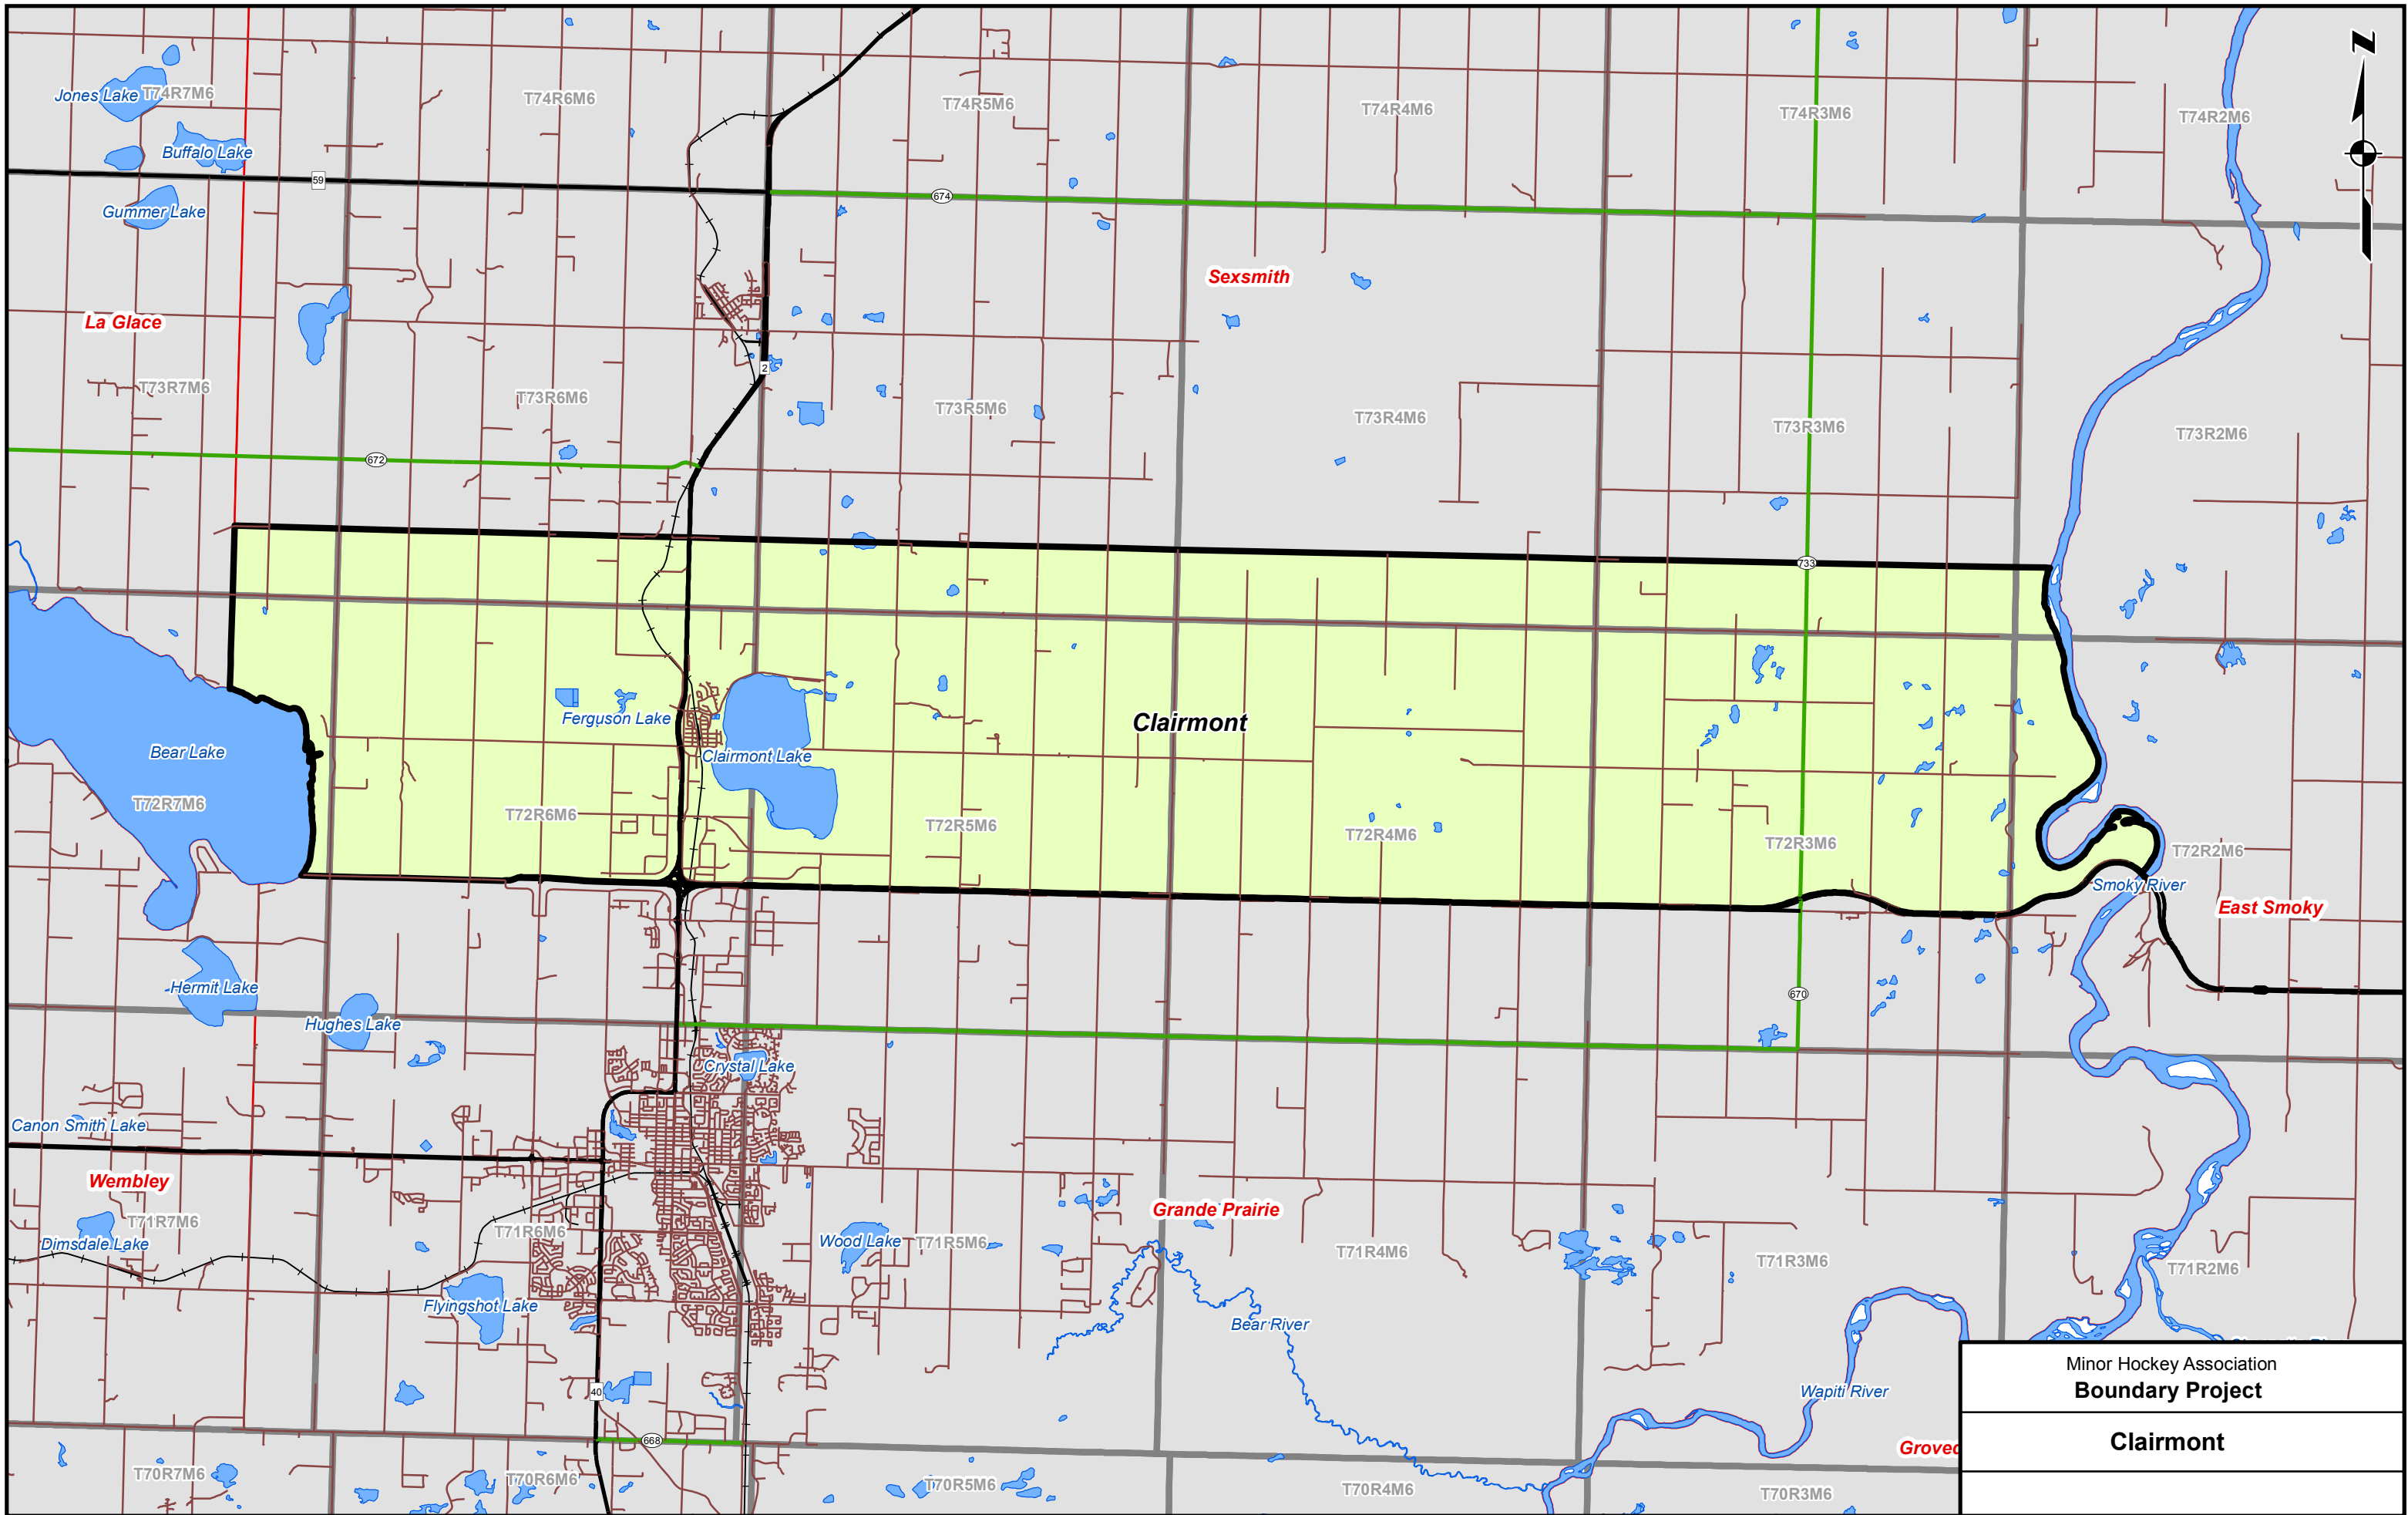 N
Jones Lake
T74R7M6
T74R6M6
T74R5M6
T74R4M6
T74R3M6
T74R2M6
Buffalo Lake
59
674
Gummer Lake
Sexsmith
La Glace
2
T73R7M6
T73R6M6
T73R5M6
T73R4M6
T73R3M6
T73R2M6
672
733
Ferguson Lake
Clairmont
Bear Lake
Clairmont Lake
T72R7M6
T72R6M6
T72R5M6
T72R4M6
T72R3M6
T72R2M6
Smoky River
East Smoky
Hermit Lake
670
Hughes Lake
Crystal Lake
Canon Smith Lake
Wembley
Grande Prairie
T71R7M6
T71R6M6
T71R5M6
T71R4M6
T71R3M6
T71R2M6
Dimsdale Lake
Wood Lake
Flyingshot Lake
Bear River
40
Wapiti River
668
Groved
T70R7M6
T70R6M6
T70R5M6
T70R4M6
T70R3M6
Minor Hockey Association
Boundary Project
Clairmont